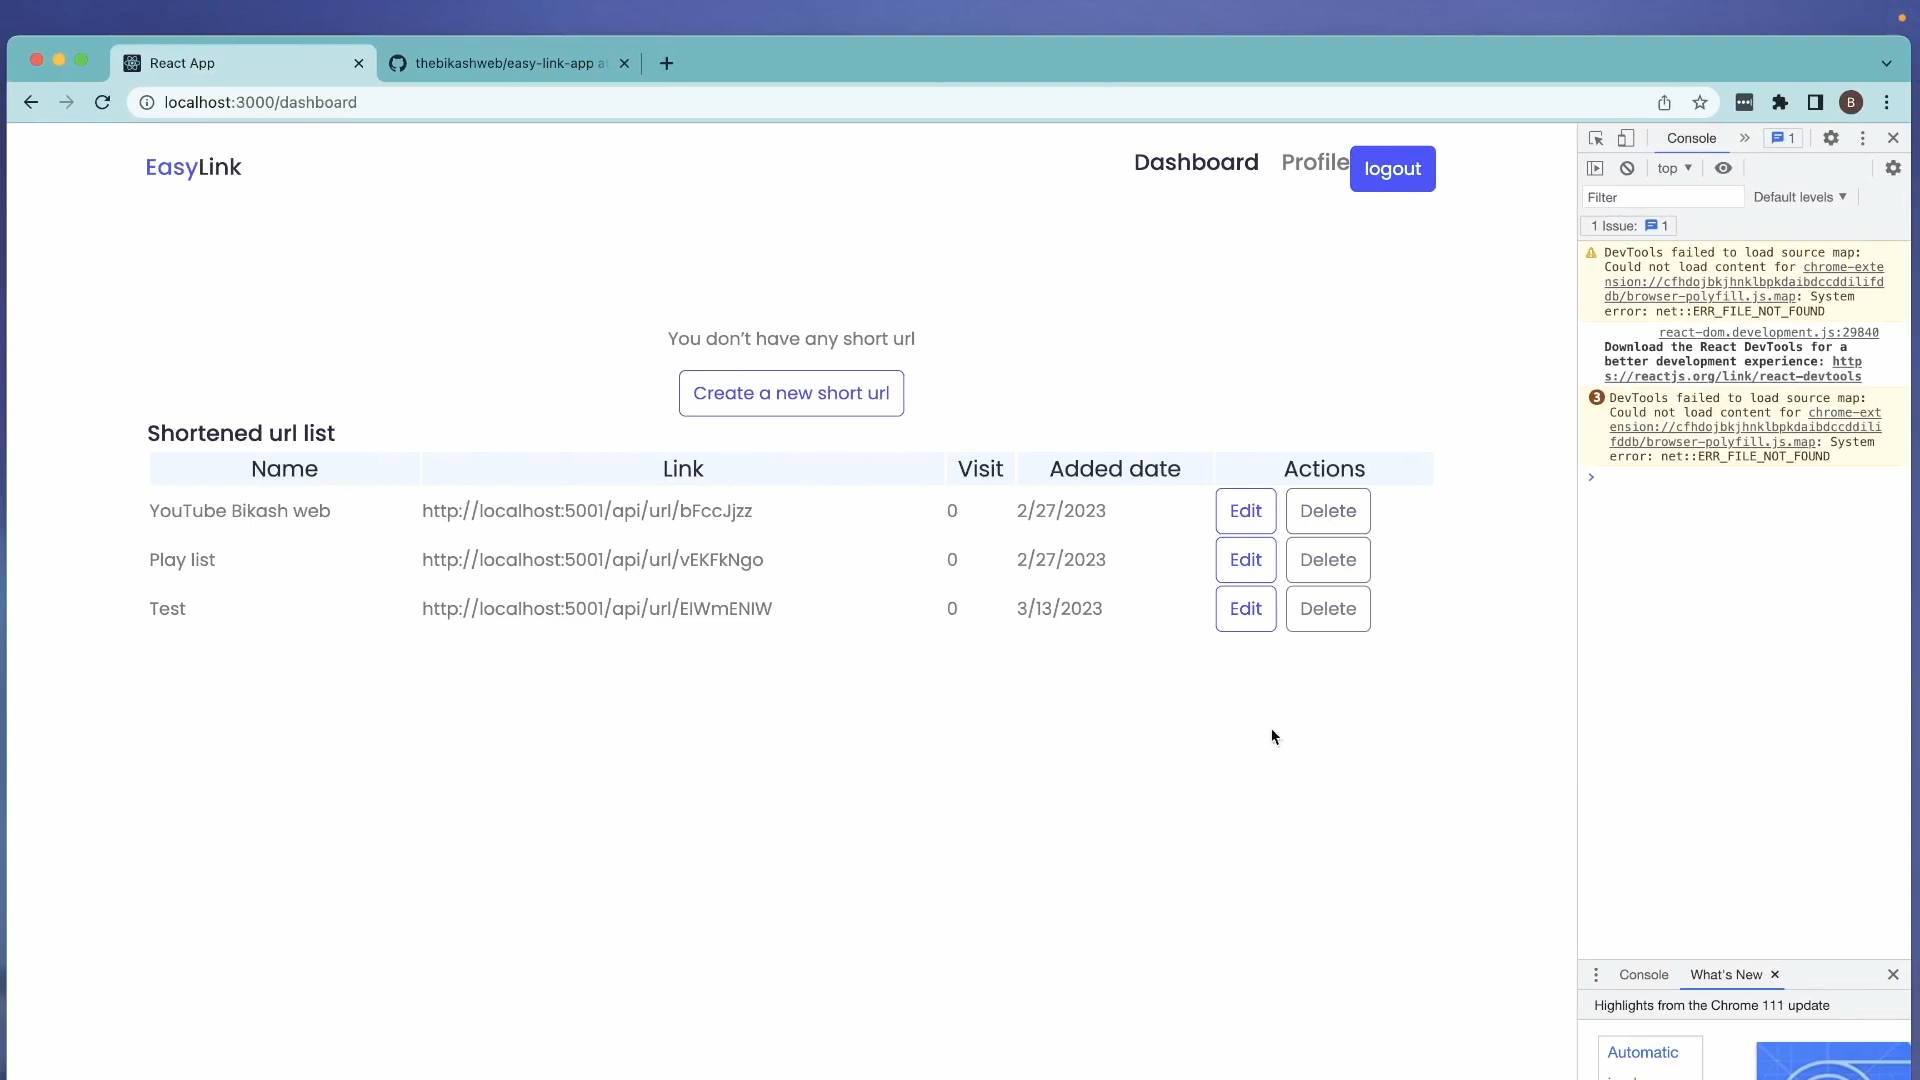 React App
thebikashweb/easy-link-app a
localhost:3000/dashboard
B
EasyLink
Dashboard
Profile
logout
You don’t have any short url
Create a new short url
Shortened url list
Name Link Visit Added date Actions
YouTube Bikash web http://localhost:5001/api/url/bFccJjzz 0 2/27/2023 Edit Delete
Play list http://localhost:5001/api/url/vEKFkNgo 0 2/27/2023 Edit Delete
Test http://localhost:5001/api/url/EIWmENIW 0 3/13/2023 Edit Delete
Console
1
top
Filter
Default levels
1 Issue: 1
DevTools failed to load source map:
Could not load content for chrome-exte
nsion://cfhdojbkjhnklbpkdaibdccddilifd
db/browser-polyfill.js.map: System
error: net::ERR_FILE_NOT_FOUND
react-dom.development.js:29840
Download the React DevTools for a
better development experience: http
s://reactjs.org/link/react-devtools
3 DevTools failed to load source map:
Could not load content for chrome-ext
ension://cfhdojbkjhnklbpkdaibdccddili
fddb/browser-polyfill.js.map: System
error: net::ERR_FILE_NOT_FOUND
Console
What's New
Highlights from the Chrome 111 update
Automatic